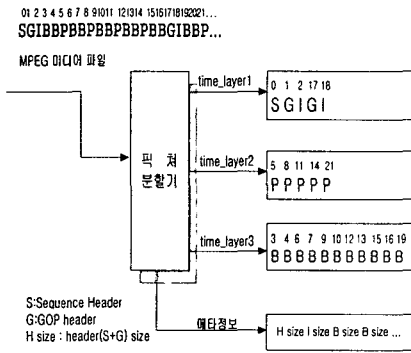 01 2 3 4 5 6 7 8 91011 121314 15161718192021...
SGIBBPBBPBBPBBPBBGIBBP...
MPEG 미디어 파일
time_layer1
0 1 2 17 18
S G I G I
픽 쳐
분할기
time_layer2
5 8 11 14 21
P P P P P
time_layer3
3 4 6 7 9 10 12 13 15 16 19
B B B B B B B B B B B
S:Sequence Header
G:GOP header
H size : header(S+G) size
메타정보
H size I size B size B size ...